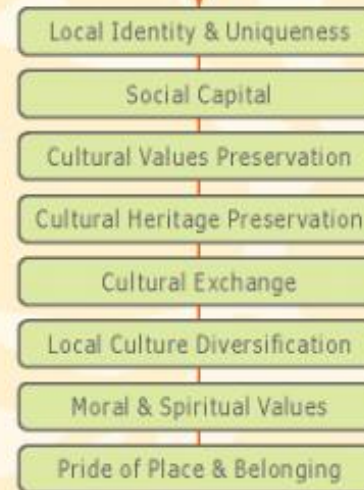 Local Identity & Uniqueness
Social Capital
Cultural Values Preservation
Cultural Heritage Preservation
Cultural Exchange
Local Culture Diversification
Moral & Spiritual Values
Pride of Place & Belonging